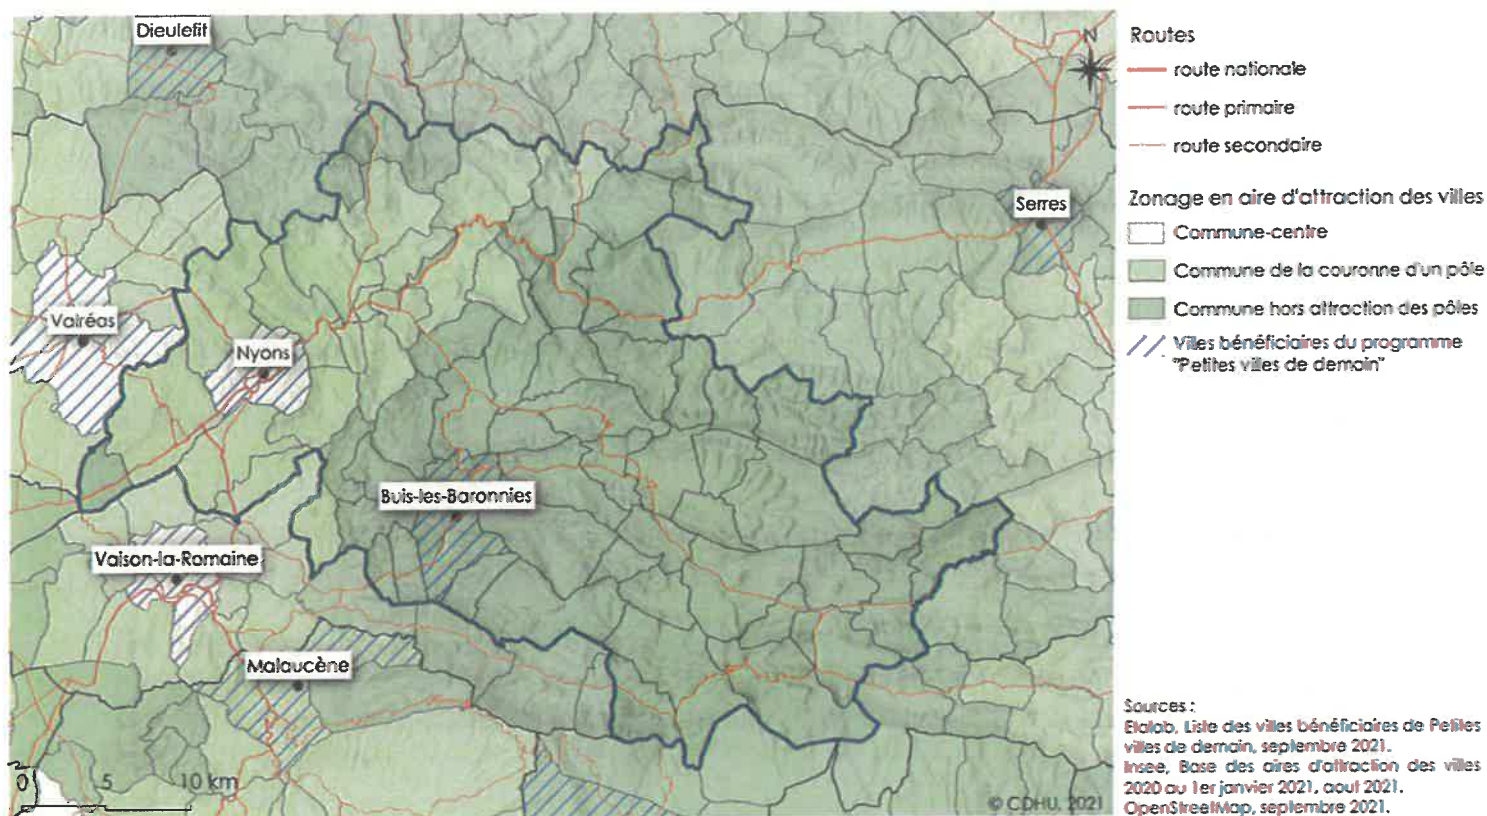 Dieulefit
Serres
Valréas
Nyons
Buis-les-Baronnies
Vaison-la-Romaine
Malaucène
0 5 10 km
© CDHU, 2021
N
Routes
route nationale
route primaire
route secondaire
Zonage en aire d'attraction des villes
Commune-centre
Commune de la couronne d'un pôle
Commune hors attraction des pôles
Villes bénéficiaires du programme
"Petites villes de demain"
Sources :
Etalab, Liste des villes bénéficiaires de Petites
villes de demain, septembre 2021.
Insee, Base des aires d'attraction des villes
2020 au 1er janvier 2021, aout 2021.
OpenStreetMap, septembre 2021.